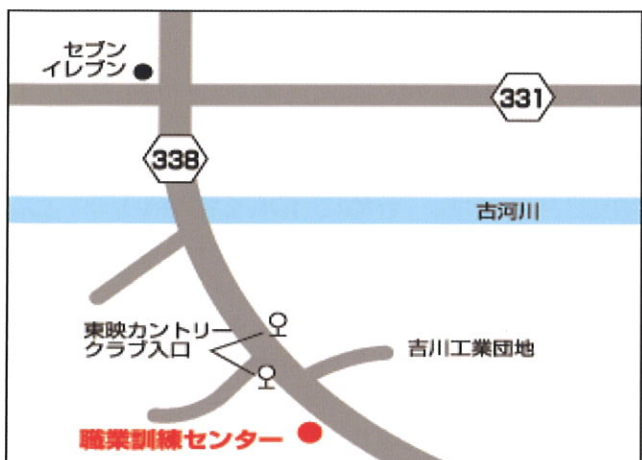 セブン
イレブン
331
338
古河川
東映カントリー
クラブ入口
吉川工業団地
職業訓練センター